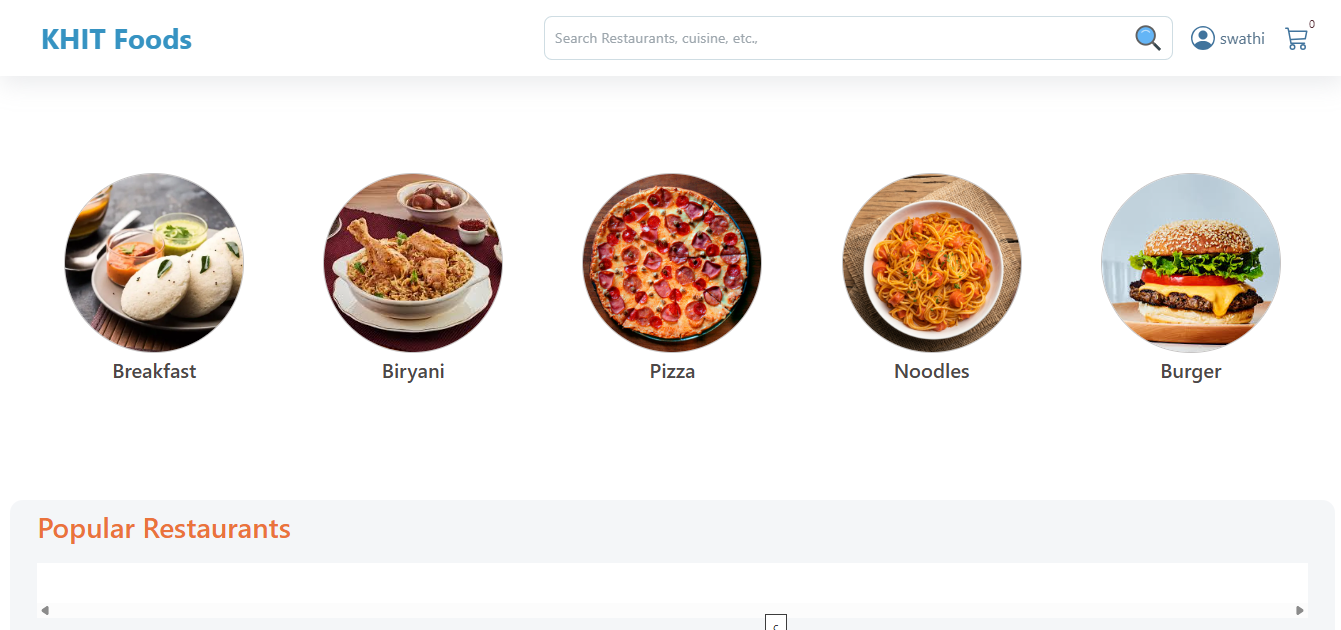 KHIT Foods
Search Restaurants, cuisine, etc.,
swathi
0
Breakfast
Biryani
Pizza
Noodles
Burger
Popular Restaurants